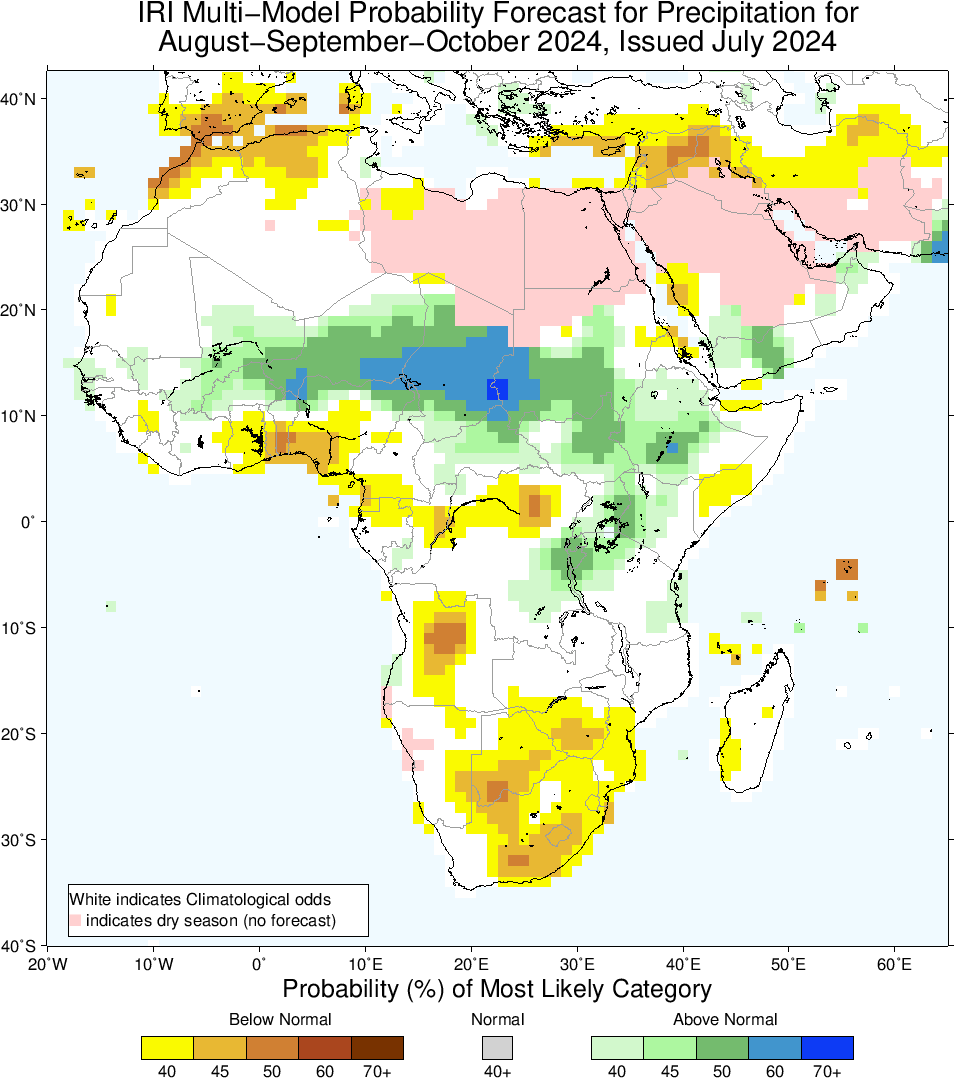 IRI Multi−Model Probability Forecast for Precipitation for
August−September−October 2024, Issued July 2024
40˚N
30˚N
20˚N
10˚N
0˚
10˚S
20˚S
30˚S
40˚S
White indicates Climatological odds
indicates dry season (no forecast)
20˚W 10˚W 0˚ 10˚E 20˚E 30˚E 40˚E 50˚E 60˚E
Probability (%) of Most Likely Category
Below Normal Normal Above Normal
40 45 50 60 70+ 40+ 40 45 50 60 70+